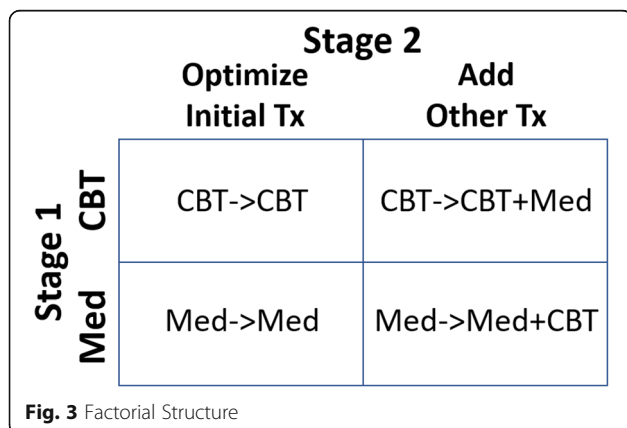 Stage 2
Optimize Add
Initial Tx Other Tx
Stage 1
CBT
CBT->CBT CBT->CBT+Med
Med
Med->Med Med->Med+CBT
Fig. 3 Factorial Structure